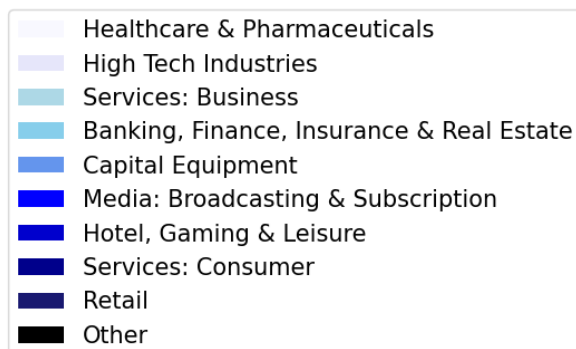 Healthcare & Pharmaceuticals
High Tech Industries
Services: Business
Banking, Finance, Insurance & Real Estate
Capital Equipment
Media: Broadcasting & Subscription
Hotel, Gaming & Leisure
Services: Consumer
Retail
Other